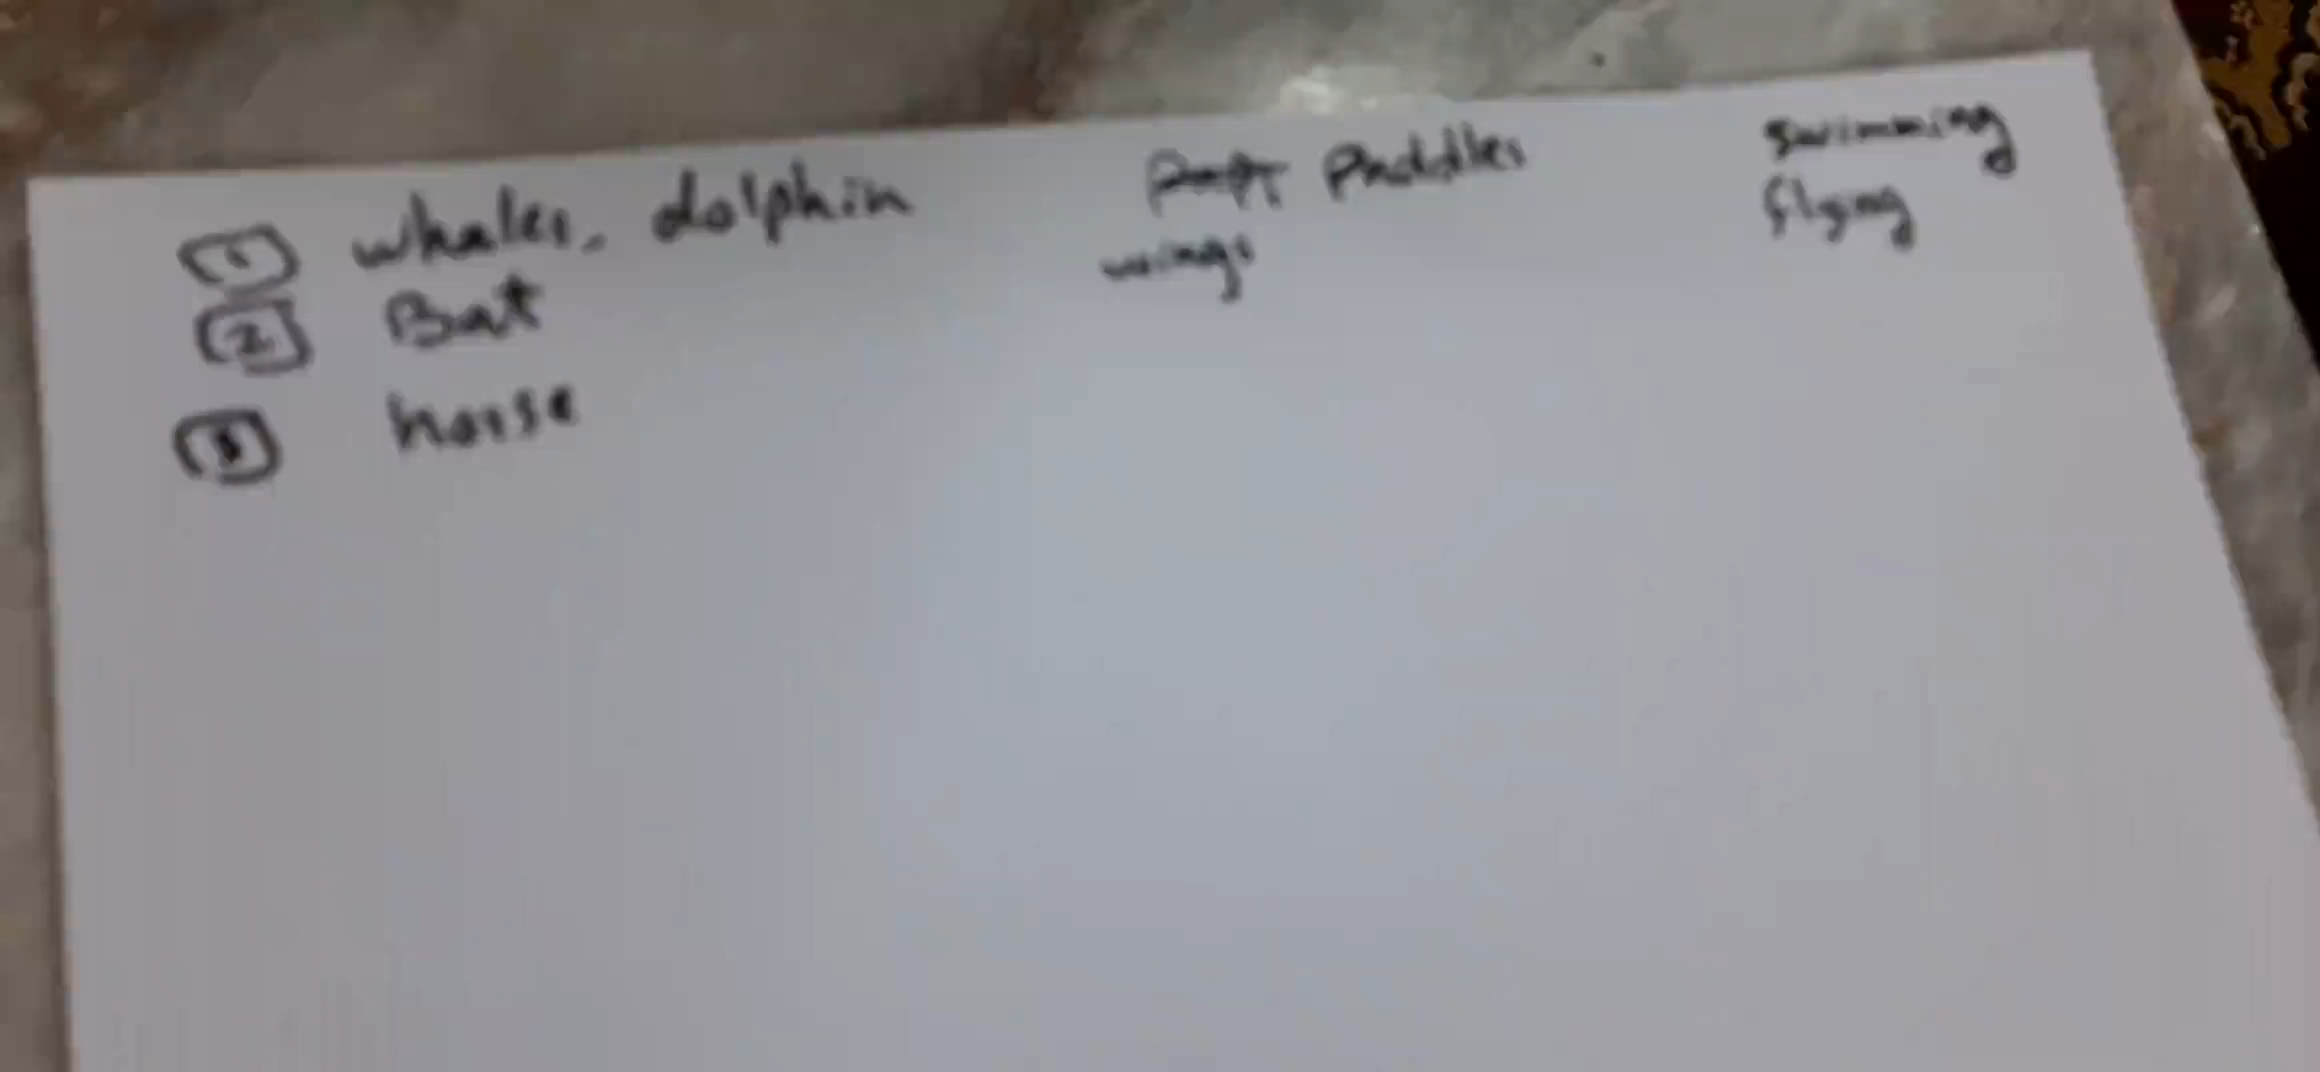 ① whales, dolphin Paddles swimming
② Bat wings flying
③ horse